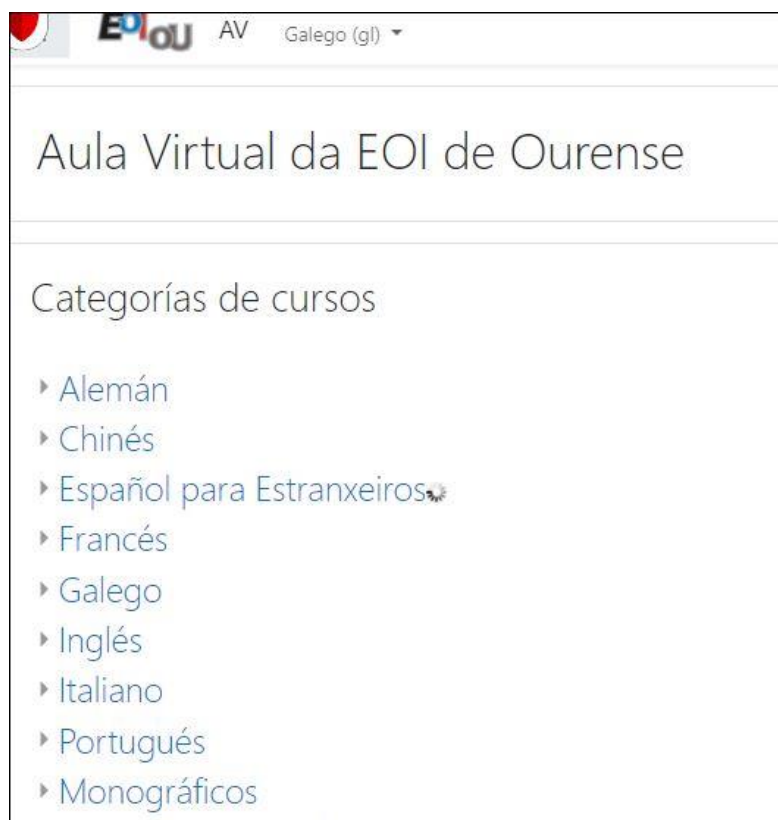 EOI OU AV Galego (gl)
Aula Virtual da EOI de Ourense
Categorías de cursos
Alemán
Chinés
Español para Estranxeiros
Francés
Galego
Inglés
Italiano
Portugués
Monográficos